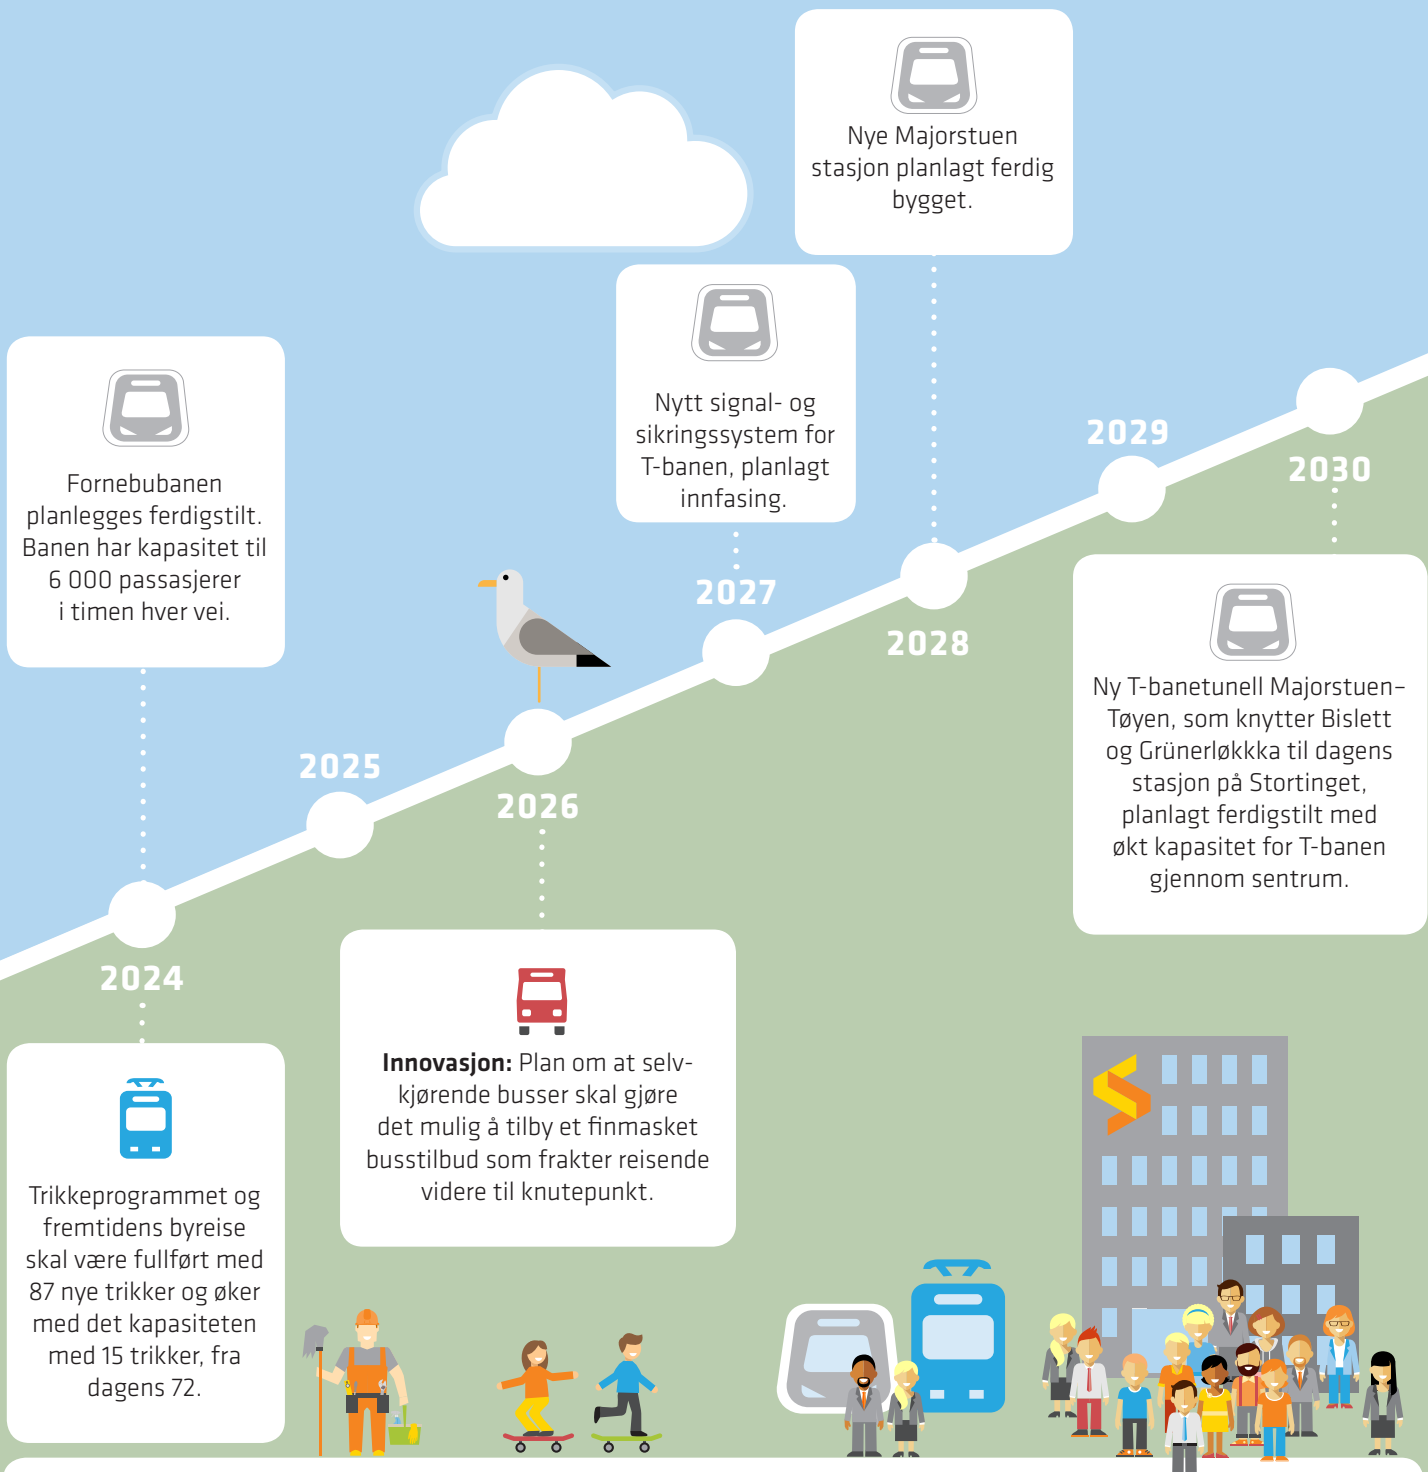 Nye Majorstuen
stasjon planlagt ferdig
bygget.
Nytt signal- og
sikringssystem for
T-banen, planlagt
innfasing.
Fornebubanen
planlegges ferdigstilt.
Banen har kapasitet til
6 000 passasjerer
i timen hver vei.
2024
2025
2026
2027
2028
2029
2030
Ny T-banetunell Majorstuen–
Tøyen, som knytter Bislett
og Grünerløkkka til dagens
stasjon på Stortinget,
planlagt ferdigstilt med
økt kapasitet for T-banen
gjennom sentrum.
Innovasjon: Plan om at selv-
kjørende busser skal gjøre
det mulig å tilby et finmasket
busstilbud som frakter reisende
videre til knutepunkt.
Trikkeprogrammet og
fremtidens byreise
skal være fullført med
87 nye trikker og øker
med det kapasiteten
med 15 trikker, fra
dagens 72.